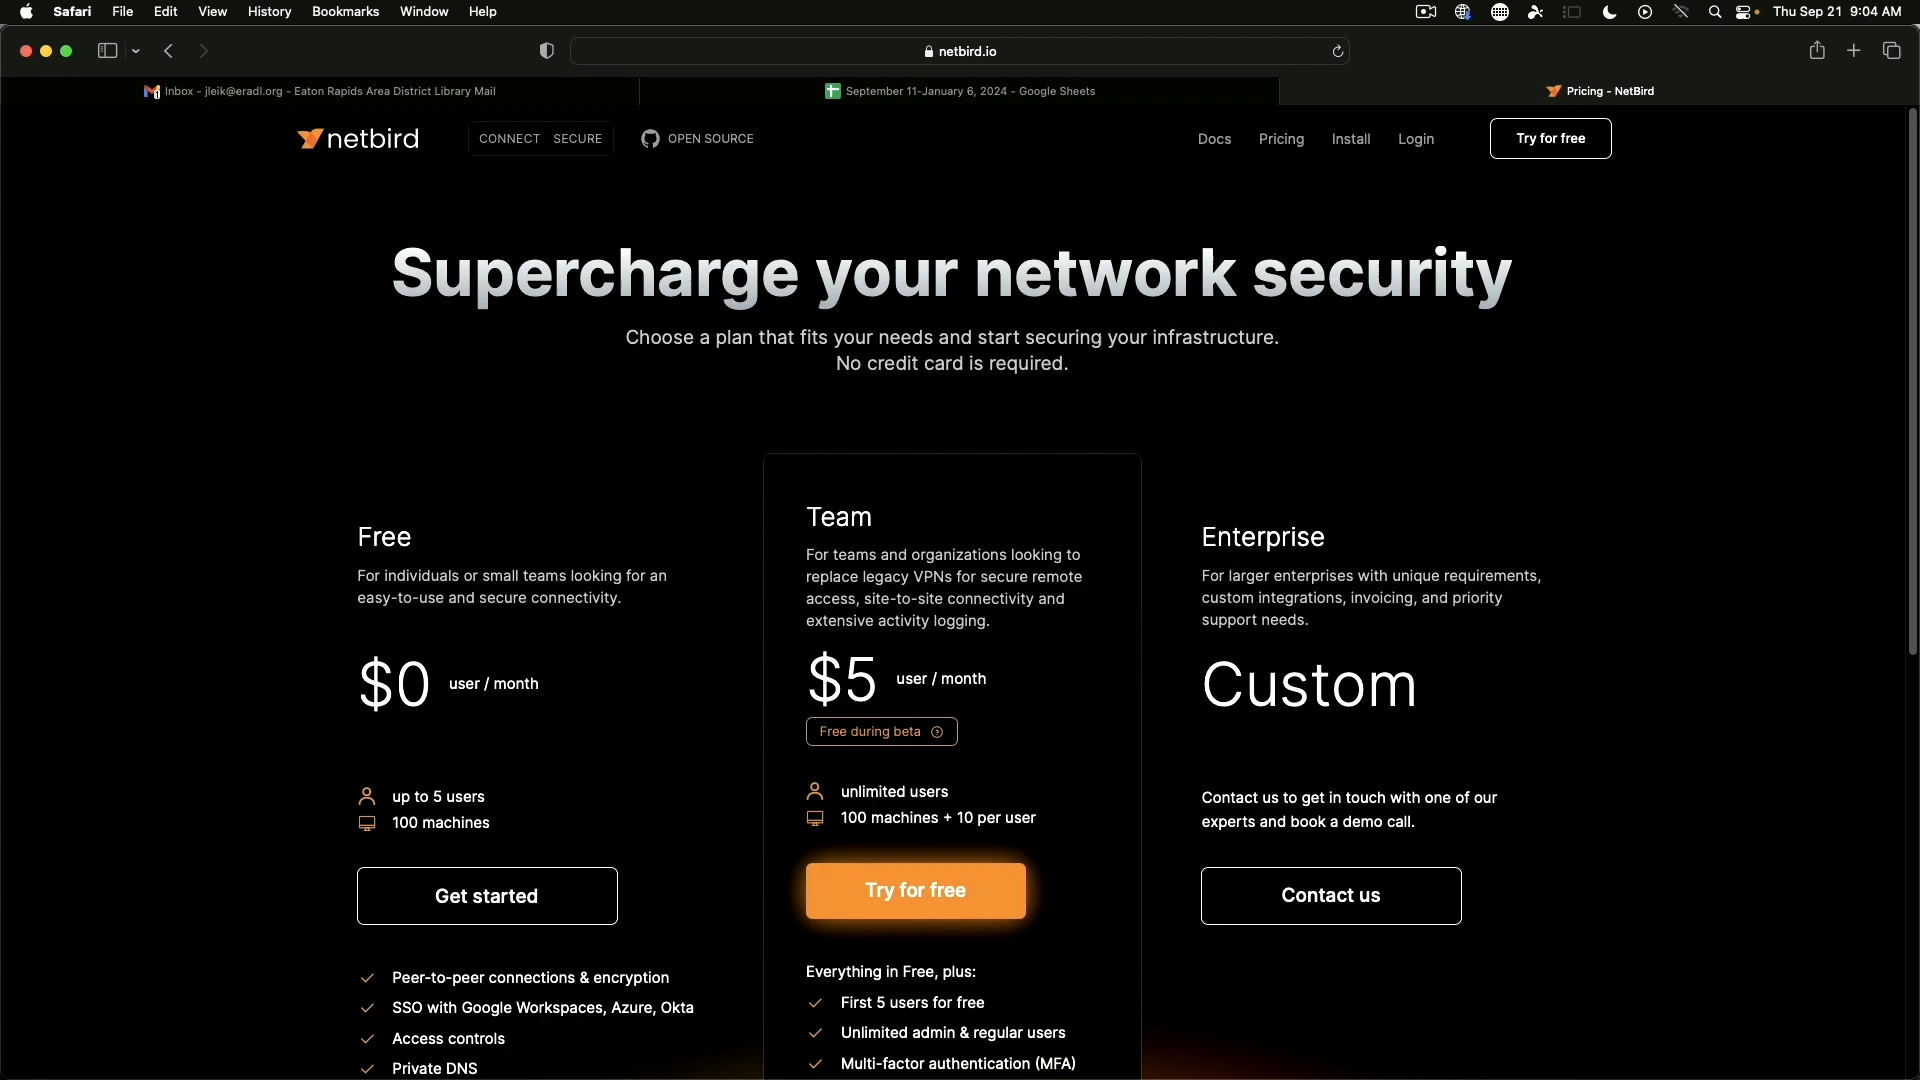 Safari File Edit View History Bookmarks Window Help Thu Sep 21 9:04 AM
netbird.io
Inbox - jleik@eradl.org - Eaton Rapids Area District Library Mail
September 11-January 6, 2024 - Google Sheets
Pricing - NetBird
netbird CONNECT SECURE OPEN SOURCE Docs Pricing Install Login Try for free
Supercharge your network security
Choose a plan that fits your needs and start securing your infrastructure.
No credit card is required.
Free
For individuals or small teams looking for an
easy-to-use and secure connectivity.
$0 user / month
up to 5 users
100 machines
Get started
Peer-to-peer connections & encryption
SSO with Google Workspaces, Azure, Okta
Access controls
Private DNS
Team
For teams and organizations looking to
replace legacy VPNs for secure remote
access, site-to-site connectivity and
extensive activity logging.
$5 user / month
Free during beta
unlimited users
100 machines + 10 per user
Try for free
Everything in Free, plus:
First 5 users for free
Unlimited admin & regular users
Multi-factor authentication (MFA)
Enterprise
For larger enterprises with unique requirements,
custom integrations, invoicing, and priority
support needs.
Custom
Contact us to get in touch with one of our
experts and book a demo call.
Contact us